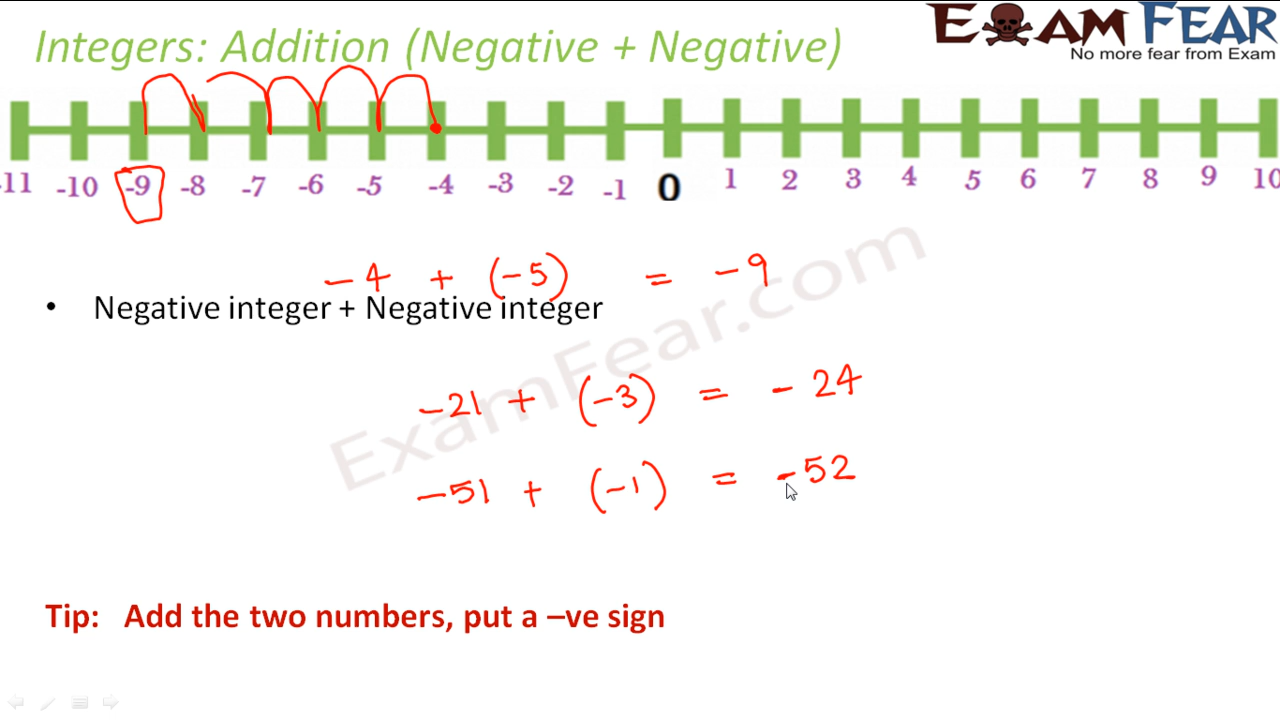 Integers: Addition (Negative + Negative)
EXAM FEAR
No more fear from Exam
-11 -10 -9 -8 -7 -6 -5 -4 -3 -2 -1 0 1 2 3 4 5 6 7 8 9 10
-4 + (-5) = -9
• Negative integer + Negative integer
ExamFear.com
-21 + (-3) = -24
-51 + (-1) = -52
Tip: Add the two numbers, put a –ve sign